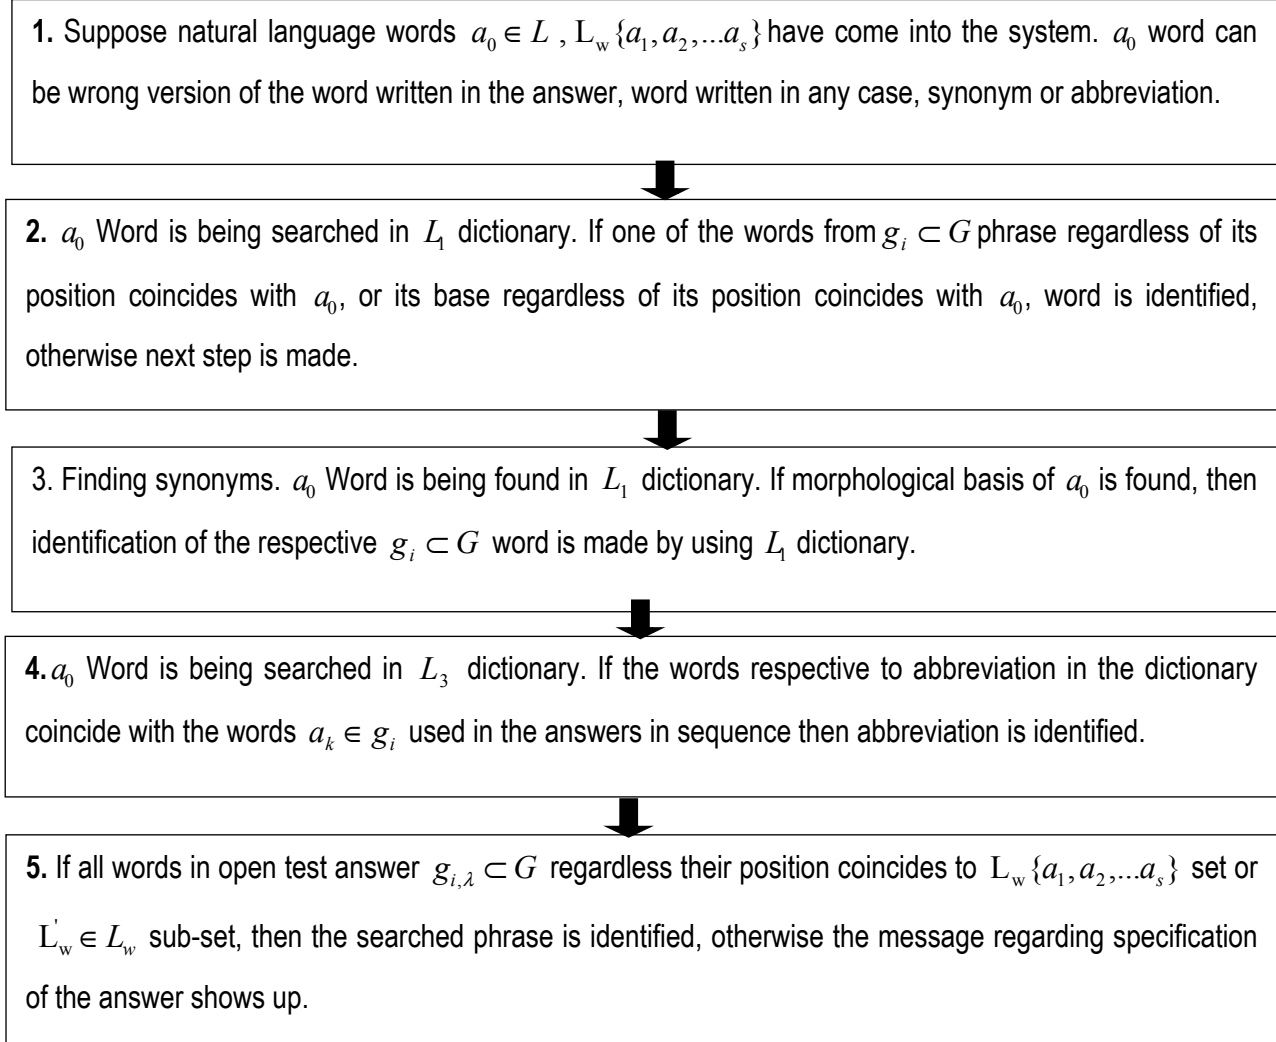 1. Suppose natural language words a₀ ∈ L , L_w{a₁,a₂,...a_s} have come into the system. a₀ word can
be wrong version of the word written in the answer, word written in any case, synonym or abbreviation.
2. a₀ Word is being searched in L₁ dictionary. If one of the words from g_i ⊂ G phrase regardless of its
position coincides with a₀, or its base regardless of its position coincides with a₀, word is identified,
otherwise next step is made.
3. Finding synonyms. a₀ Word is being found in L₁ dictionary. If morphological basis of a₀ is found, then
identification of the respective g_i ⊂ G word is made by using L₁ dictionary.
4. a₀ Word is being searched in L₃ dictionary. If the words respective to abbreviation in the dictionary
coincide with the words a_k ∈ g_i used in the answers in sequence then abbreviation is identified.
5. If all words in open test answer g_{i,λ} ⊂ G regardless their position coincides to L_w{a₁,a₂,...a_s} set or
L'_w ∈ L_w sub-set, then the searched phrase is identified, otherwise the message regarding specification
of the answer shows up.